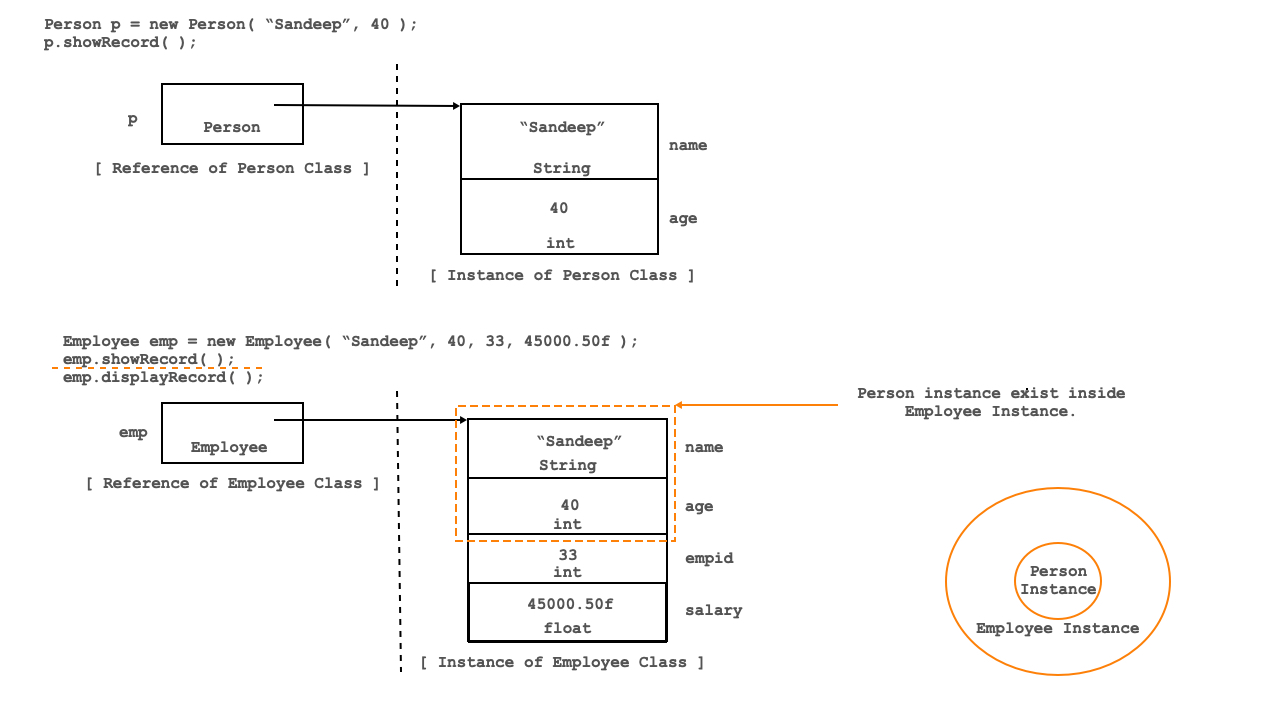 Person p = new Person( “Sandeep”, 40 );
p.showRecord( );
p
Person
[ Reference of Person Class ]
“Sandeep”
String
name
40
int
age
[ Instance of Person Class ]
Employee emp = new Employee( “Sandeep”, 40, 33, 45000.50f );
emp.showRecord( );
emp.displayRecord( );
emp
Employee
[ Reference of Employee Class ]
“Sandeep”
String
name
40
int
age
33
int
empid
45000.50f
float
salary
[ Instance of Employee Class ]
Person instance exist inside
Employee Instance.
Person
Instance
Employee Instance